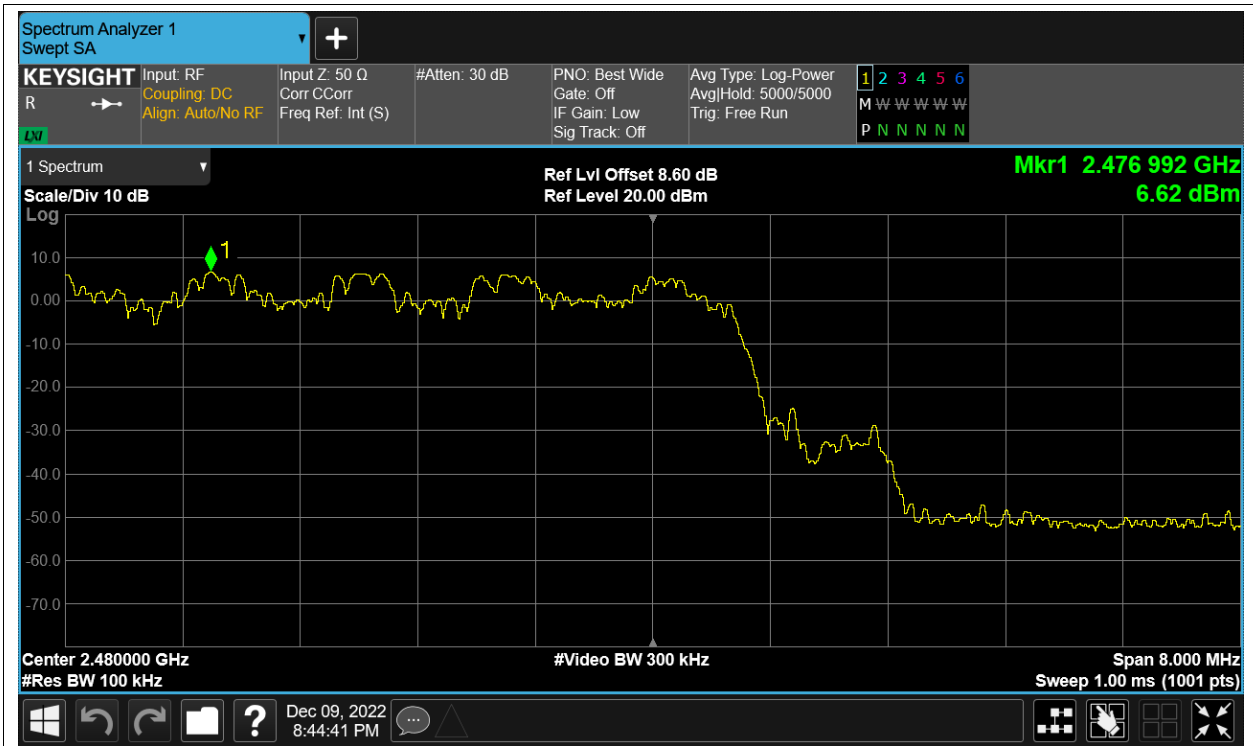 Spectrum Analyzer 1
Swept SA
KEYSIGHT Input: RF Input Z: 50 Ω #Atten: 30 dB PNO: Best Wide Avg Type: Log-Power 1 2 3 4 5 6
R Coupling: DC Corr CCorr Gate: Off Avg|Hold: 5000/5000 M W W W W W
Align: Auto/No RF Freq Ref: Int (S) IF Gain: Low Trig: Free Run
LXI Sig Track: Off P N N N N N
1 Spectrum Ref Lvl Offset 8.60 dB Mkr1 2.476 992 GHz
Scale/Div 10 dB Ref Level 20.00 dBm 6.62 dBm
Log
1
10.0
0.00
-10.0
-20.0
-30.0
-40.0
-50.0
-60.0
-70.0
Center 2.480000 GHz #Video BW 300 kHz Span 8.000 MHz
#Res BW 100 kHz Sweep 1.00 ms (1001 pts)
? Dec 09, 2022
8:44:41 PM